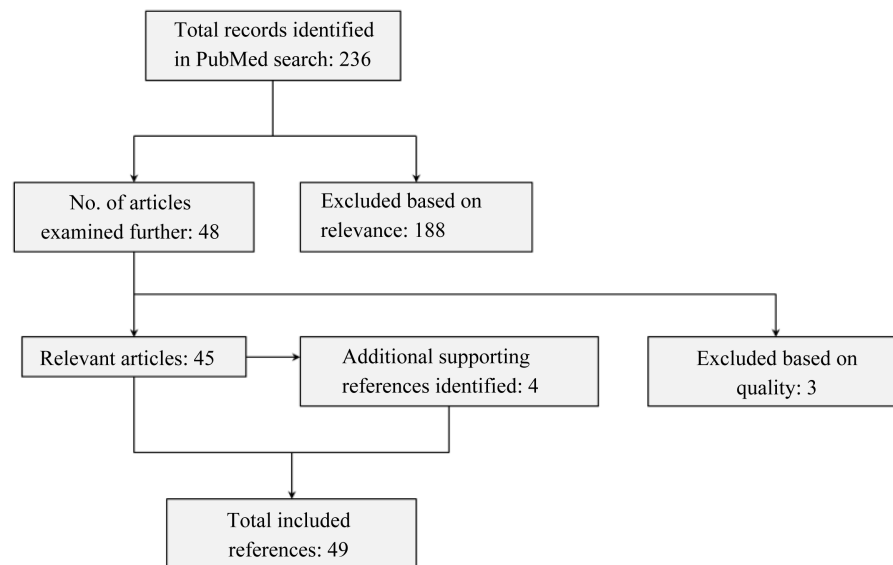 Total records identified
in PubMed search: 236
No. of articles
examined further: 48
Excluded based on
relevance: 188
Relevant articles: 45
Additional supporting
references identified: 4
Excluded based on
quality: 3
Total included
references: 49